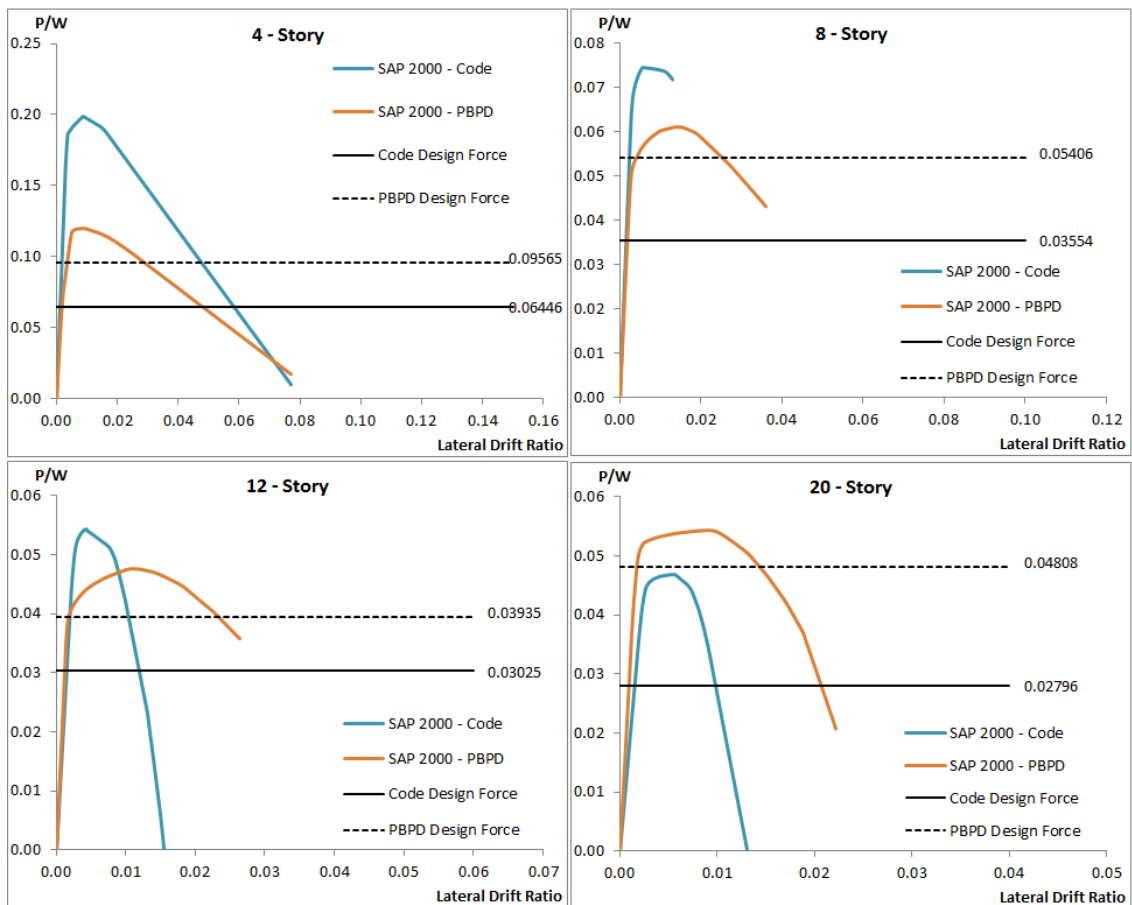 P/W
4 - Story
0.25
0.20
0.15
0.10
0.05
0.00
SAP 2000 - Code
SAP 2000 - PBPD
Code Design Force
PBPD Design Force
0.09565
0.06446
0.00 0.02 0.04 0.06 0.08 0.10 0.12 0.14 0.16
Lateral Drift Ratio
P/W
8 - Story
0.08
0.07
0.06
0.05
0.04
0.03
0.02
0.01
0.00
0.05406
0.03554
SAP 2000 - Code
SAP 2000 - PBPD
Code Design Force
PBPD Design Force
0.00 0.02 0.04 0.06 0.08 0.10 0.12
Lateral Drift Ratio
P/W
12 - Story
0.06
0.05
0.04
0.03
0.02
0.01
0.00
0.03935
0.03025
SAP 2000 - Code
SAP 2000 - PBPD
Code Design Force
PBPD Design Force
0.00 0.01 0.02 0.03 0.04 0.05 0.06 0.07
Lateral Drift Ratio
P/W
20 - Story
0.06
0.05
0.04
0.03
0.02
0.01
0.00
0.04808
0.02796
SAP 2000 - Code
SAP 2000 - PBPD
Code Design Force
PBPD Design Force
0.00 0.01 0.02 0.03 0.04 0.05
Lateral Drift Ratio